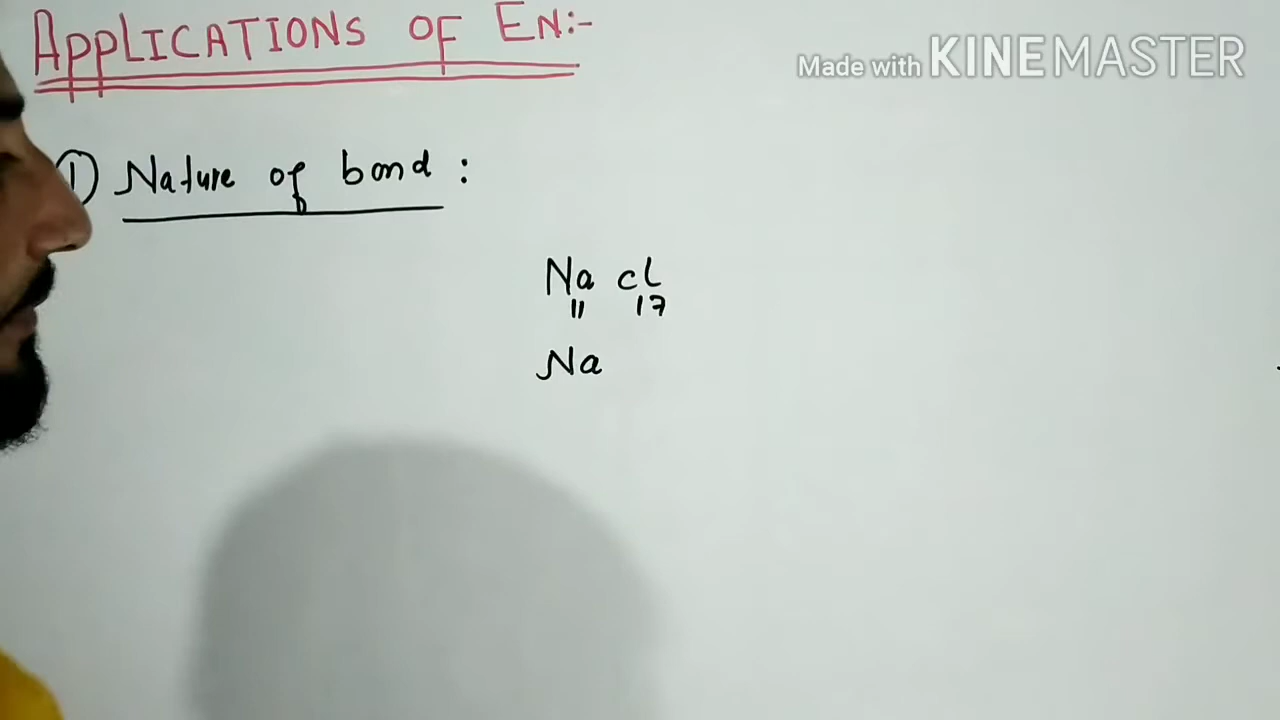 APPLICATIONS OF EN:-
Made with KINEMASTER
① Nature of bond :
Na cl
11 17
Na